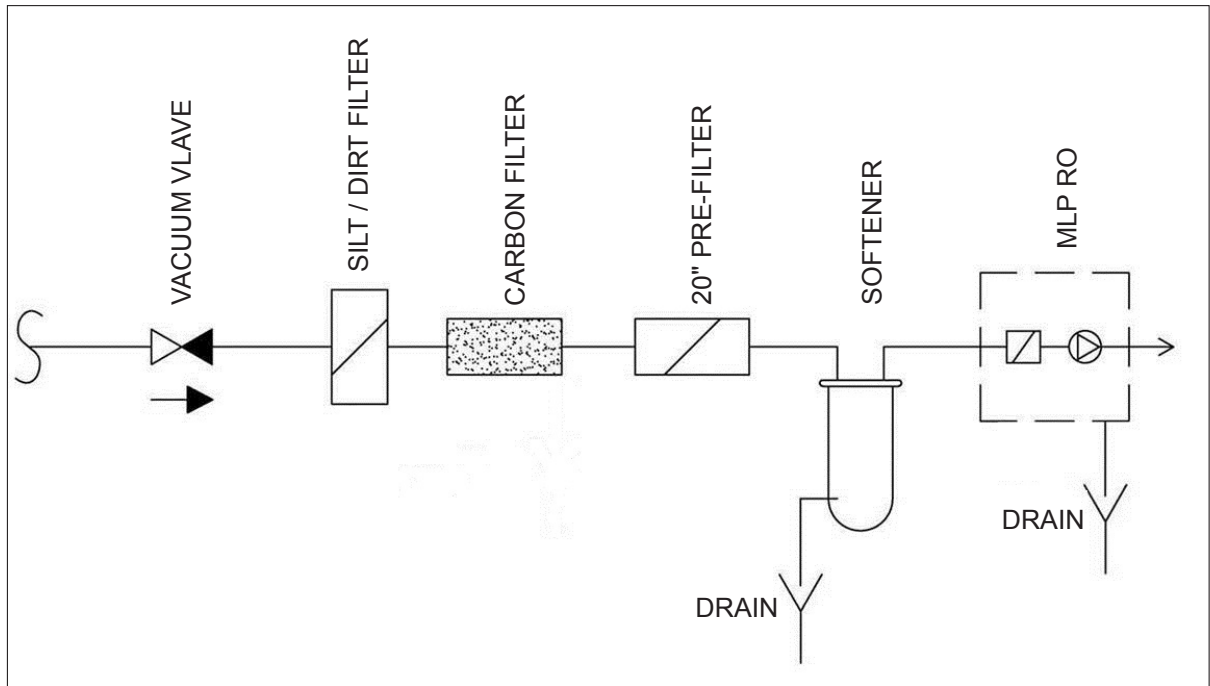 VACUUM VLAVE
SILT / DIRT FILTER
CARBON FILTER
20" PRE-FILTER
SOFTENER
MLP RO
DRAIN
DRAIN